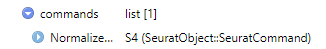 commands list [1]
Normalize... S4 (SeuratObject::SeuratCommand)